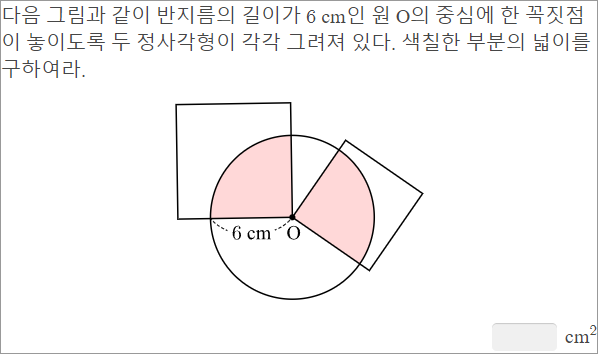 다음 그림과 같이 반지름의 길이가 6 cm인 원 O의 중심에 한 꼭짓점
이 놓이도록 두 정사각형이 각각 그려져 있다. 색칠한 부분의 넓이를
구하여라.
6 cm O
cm²